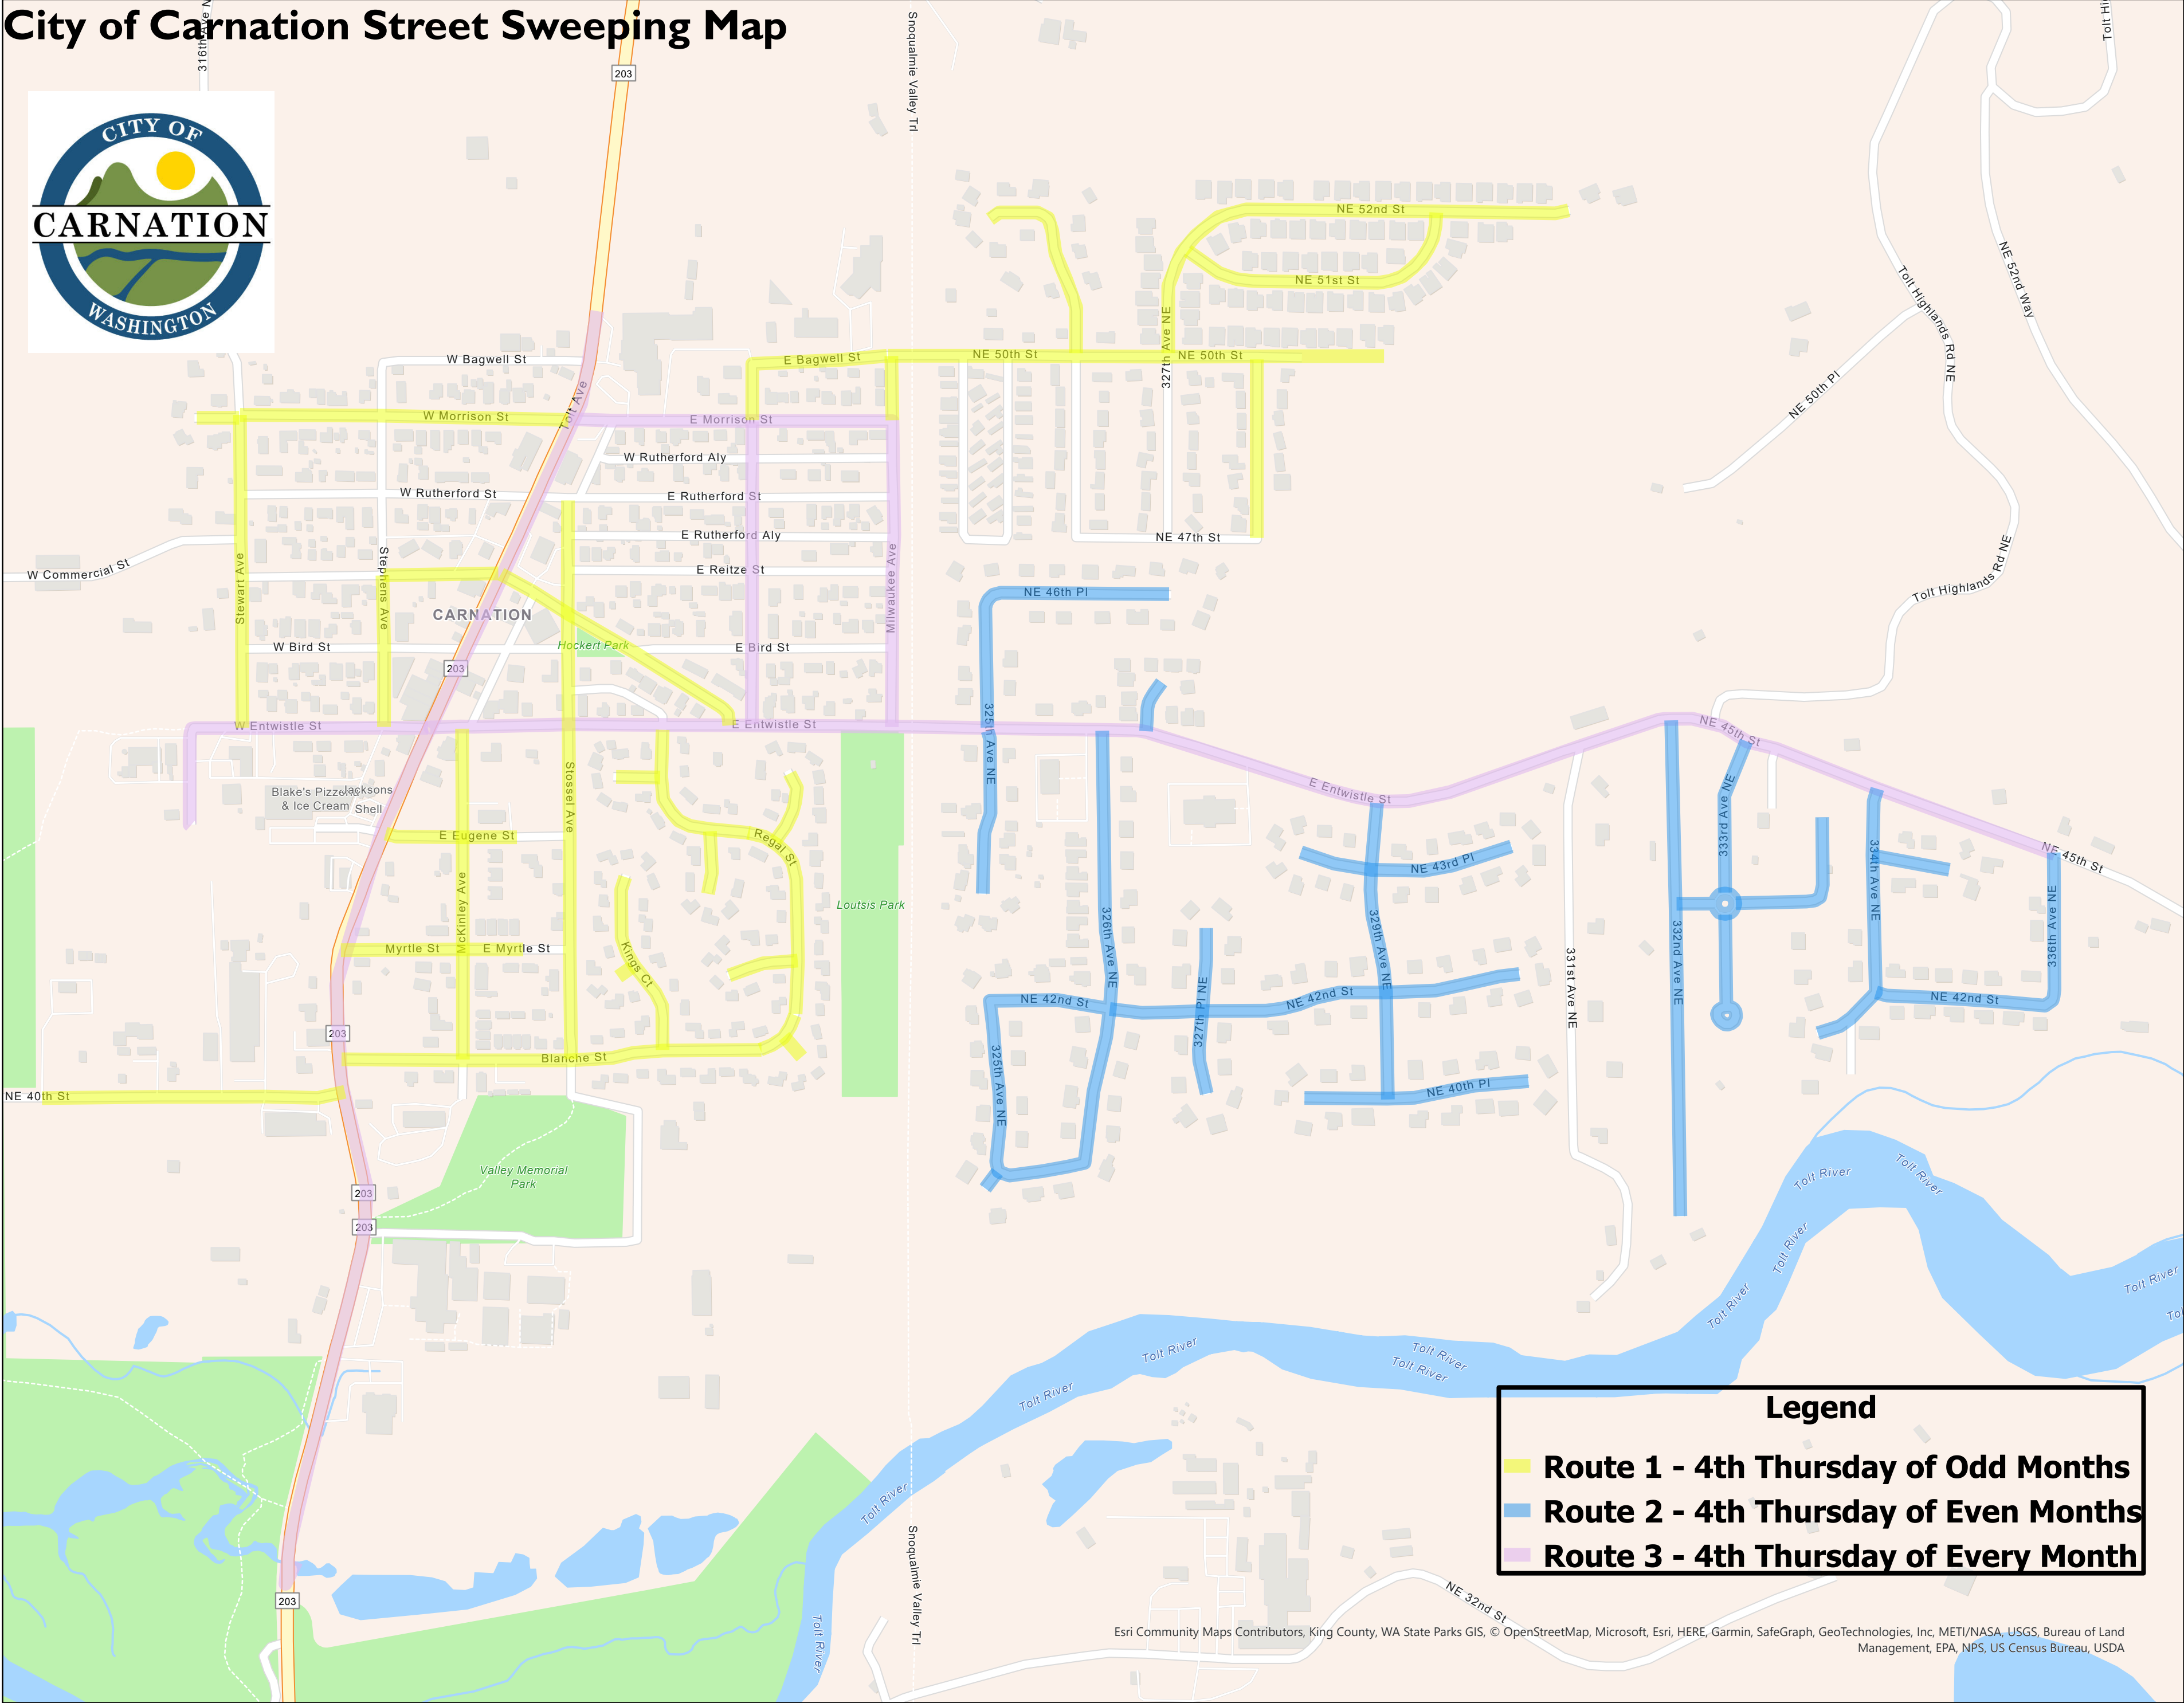 City of Carnation Street Sweeping Map
316th Ave N
Snoqualmie Valley Trl
Tolt Hi
203
CITY OF
CARNATION
WASHINGTON
NE 52nd St
NE 51st St
NE 52nd Way
Tolt Highlands Rd NE
327th Ave NE
W Bagwell St
E Bagwell St
NE 50th St
NE 50th St
NE 50th Pl
Tolt Ave
W Morrison St
E Morrison St
W Rutherford Aly
W Rutherford St
E Rutherford St
E Rutherford Aly
NE 47th St
W Commercial St
E Reitze St
Stewart Ave
Stephens Ave
Milwaukee Ave
Tolt Highlands Rd NE
NE 46th Pl
CARNATION
W Bird St
Hockert Park
E Bird St
203
W Entwistle St
E Entwistle St
325th Ave NE
NE 45th St
E Entwistle St
Blake's Pizzeria
& Ice Cream
Jacksons
Shell
Stossel Ave
E Eugene St
Regal St
333rd Ave NE
NE 43rd Pl
334th Ave NE
NE 45th St
McKinley Ave
Loutsis Park
336th Ave NE
Myrtle St
E Myrtle St
Kings Ct
326th Ave NE
329th Ave NE
331st Ave NE
332nd Ave NE
NE 42nd St
NE 42nd St
NE 42nd St
327th Pl NE
203
Blanche St
325th Ave NE
NE 40th Pl
NE 40th St
Valley Memorial
Park
203
203
Tolt River
Tolt River
Tolt River
Tolt River
Tolt River
To
Tolt River
Tolt River
Tolt River
Tolt River
Tolt River
Legend
Route 1 - 4th Thursday of Odd Months
Route 2 - 4th Thursday of Even Months
Route 3 - 4th Thursday of Every Month
Snoqualmie Valley Trl
Tolt River
203
NE 32nd St
Esri Community Maps Contributors, King County, WA State Parks GIS, © OpenStreetMap, Microsoft, Esri, HERE, Garmin, SafeGraph, GeoTechnologies, Inc, METI/NASA, USGS, Bureau of Land
Management, EPA, NPS, US Census Bureau, USDA